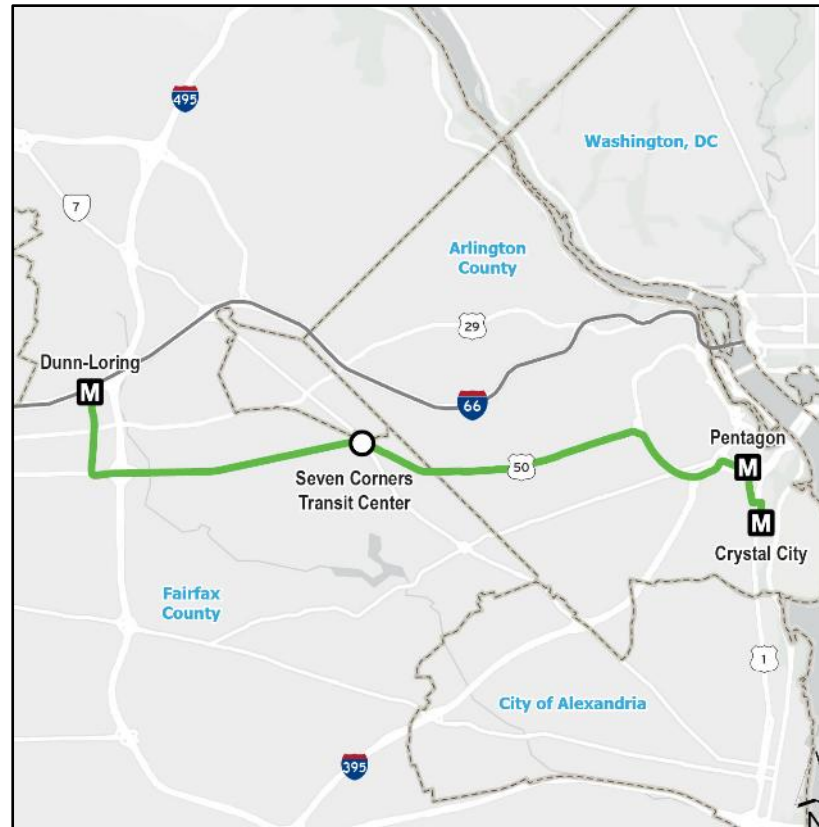 495
Washington, DC
7
Arlington
County
29
Dunn-Loring
M
66
Pentagon
50
M
Seven Corners
Transit Center
M
Crystal City
Fairfax
County
1
City of Alexandria
395
N